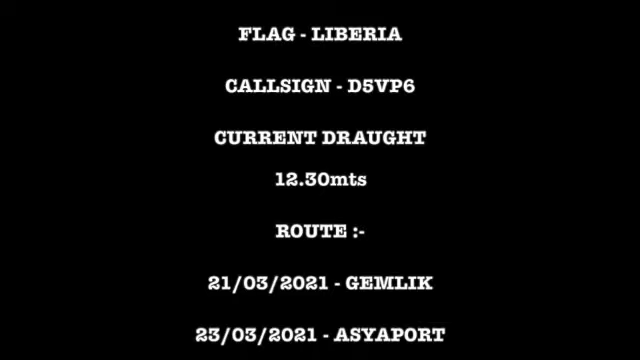 FLAG - LIBERIA
CALLSIGN - D5VP6
CURRENT DRAUGHT
12.30mts
ROUTE :-
21/03/2021 - GEMLIK
23/03/2021 - ASYAPORT